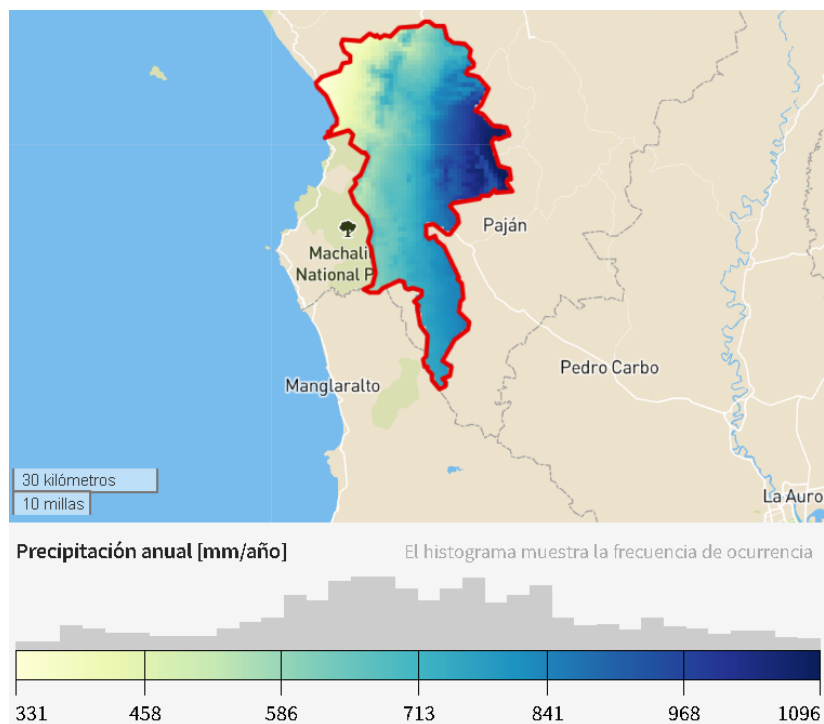 Paján
Machali
National P
Pedro Carbo
Manglaralto
30 kilómetros
10 millas
La Auro
Precipitación anual [mm/año]
El histograma muestra la frecuencia de ocurrencia
331 458 586 713 841 968 1096